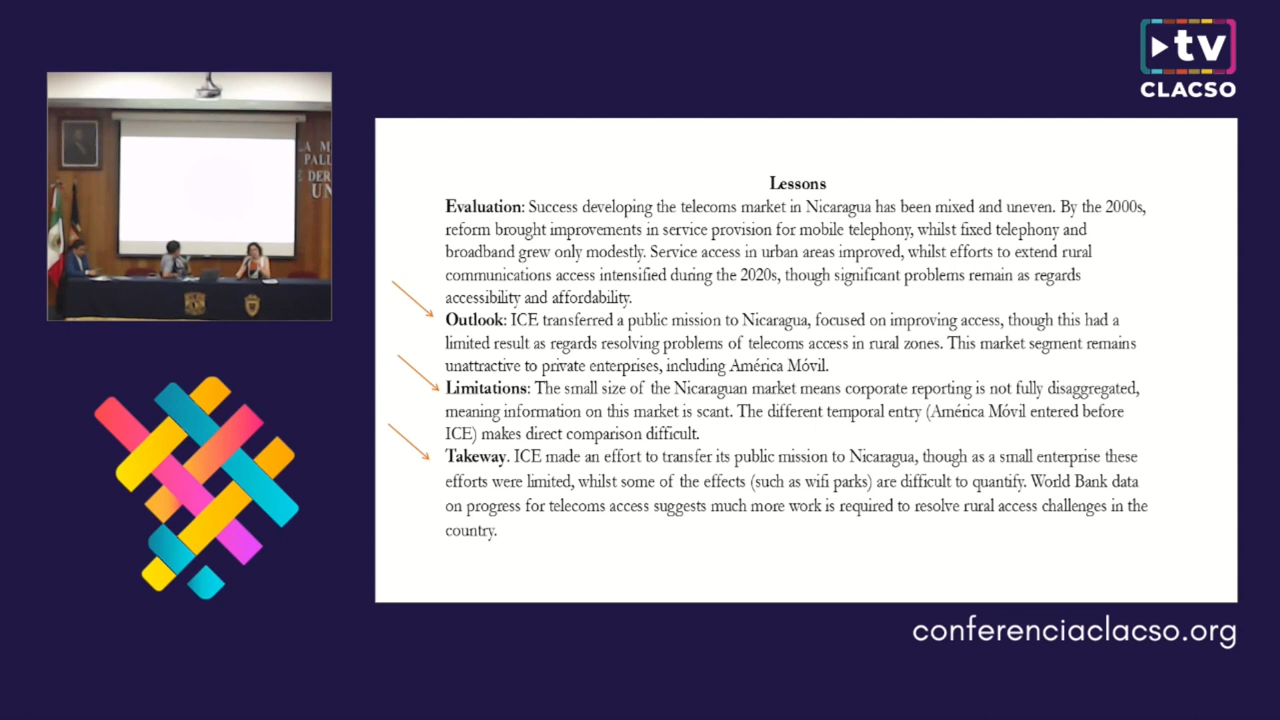 tv
CLACSO
LA M
PALU
E DER
UN
Lessons
Evaluation: Success developing the telecoms market in Nicaragua has been mixed and uneven. By the 2000s,
reform brought improvements in service provision for mobile telephony, whilst fixed telephony and
broadband grew only modestly. Service access in urban areas improved, whilst efforts to extend rural
communications access intensified during the 2020s, though significant problems remain as regards
accessibility and affordability.
Outlook: ICE transferred a public mission to Nicaragua, focused on improving access, though this had a
limited result as regards resolving problems of telecoms access in rural zones. This market segment remains
unattractive to private enterprises, including América Móvil.
Limitations: The small size of the Nicaraguan market means corporate reporting is not fully disaggregated,
meaning information on this market is scant. The different temporal entry (América Móvil entered before
ICE) makes direct comparison difficult.
Takeway. ICE made an effort to transfer its public mission to Nicaragua, though as a small enterprise these
efforts were limited, whilst some of the effects (such as wifi parks) are difficult to quantify. World Bank data
on progress for telecoms access suggests much more work is required to resolve rural access challenges in the
country.
conferenciaclacso.org